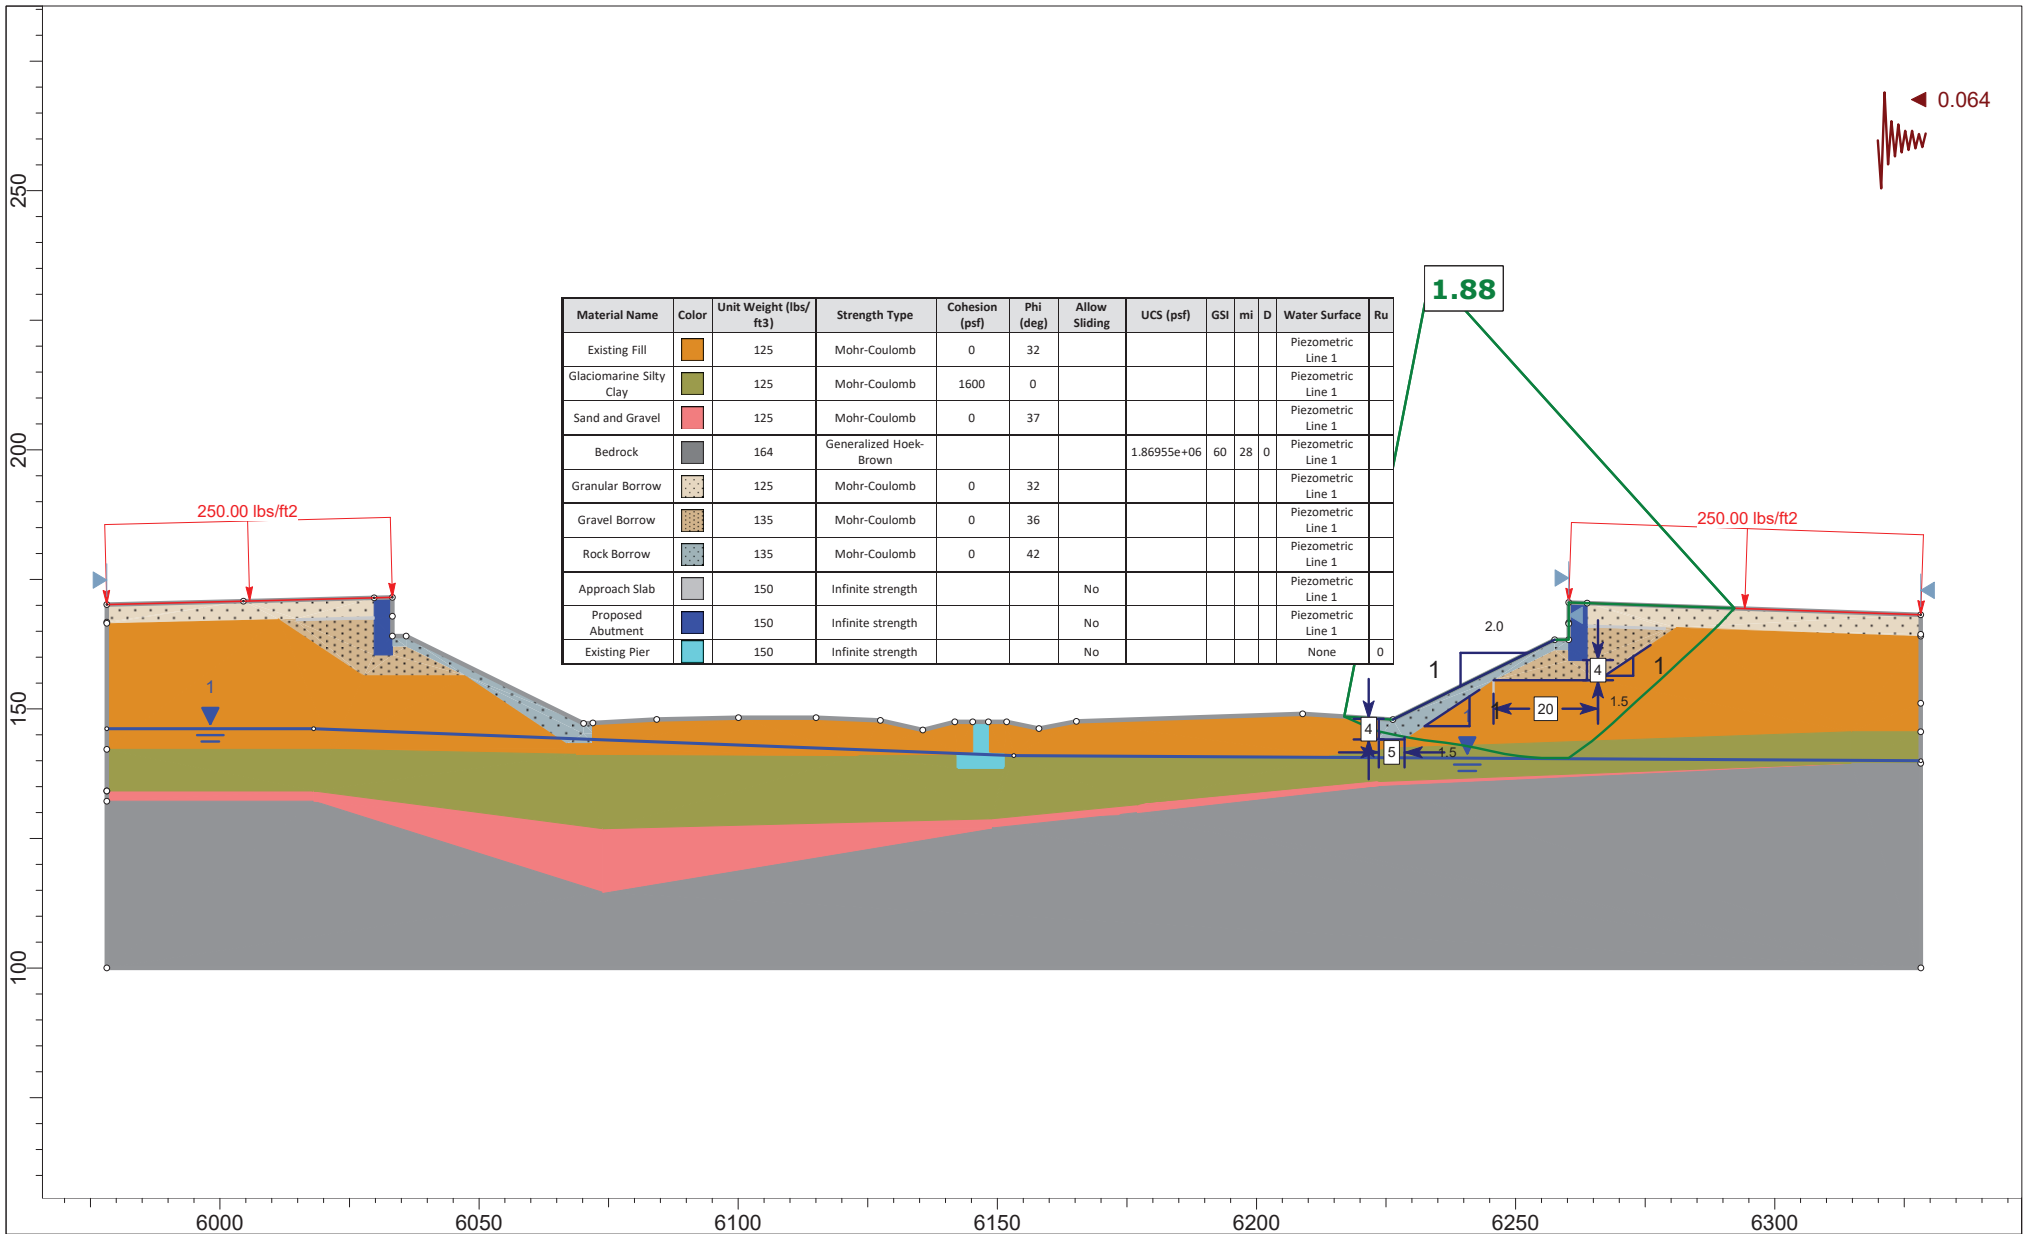 0.064
250
1.88
Material Name Color Unit Weight (lbs/ft3) Strength Type Cohesion (psf) Phi (deg) Allow Sliding UCS (psf) GSI mi D Water Surface Ru
Existing Fill 125 Mohr-Coulomb 0 32 Piezometric Line 1
Glaciomarine Silty Clay 125 Mohr-Coulomb 1600 0 Piezometric Line 1
Sand and Gravel 125 Mohr-Coulomb 0 37 Piezometric Line 1
Bedrock 164 Generalized Hoek-Brown 1.86955e+06 60 28 0 Piezometric Line 1
Granular Borrow 125 Mohr-Coulomb 0 32 Piezometric Line 1
Gravel Borrow 135 Mohr-Coulomb 0 36 Piezometric Line 1
Rock Borrow 135 Mohr-Coulomb 0 42 Piezometric Line 1
Approach Slab 150 Infinite strength No Piezometric Line 1
Proposed Abutment 150 Infinite strength No Piezometric Line 1
Existing Pier 150 Infinite strength No None 0
200
250.00 lbs/ft2
250.00 lbs/ft2
2.0
1
1
4
1
1.5
20
1
1
150
4
5
1.5
100
6000 6050 6100 6150 6200 6250 6300